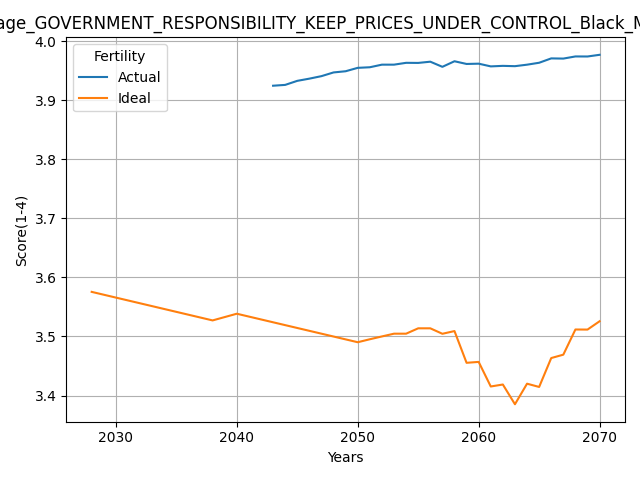 age_GOVERNMENT_RESPONSIBILITY_KEEP_PRICES_UNDER_CONTROL_Black_M
Fertility
Actual
Ideal
Score(1-4)
4.0
3.9
3.8
3.7
3.6
3.5
3.4
2030 2040 2050 2060 2070
Years